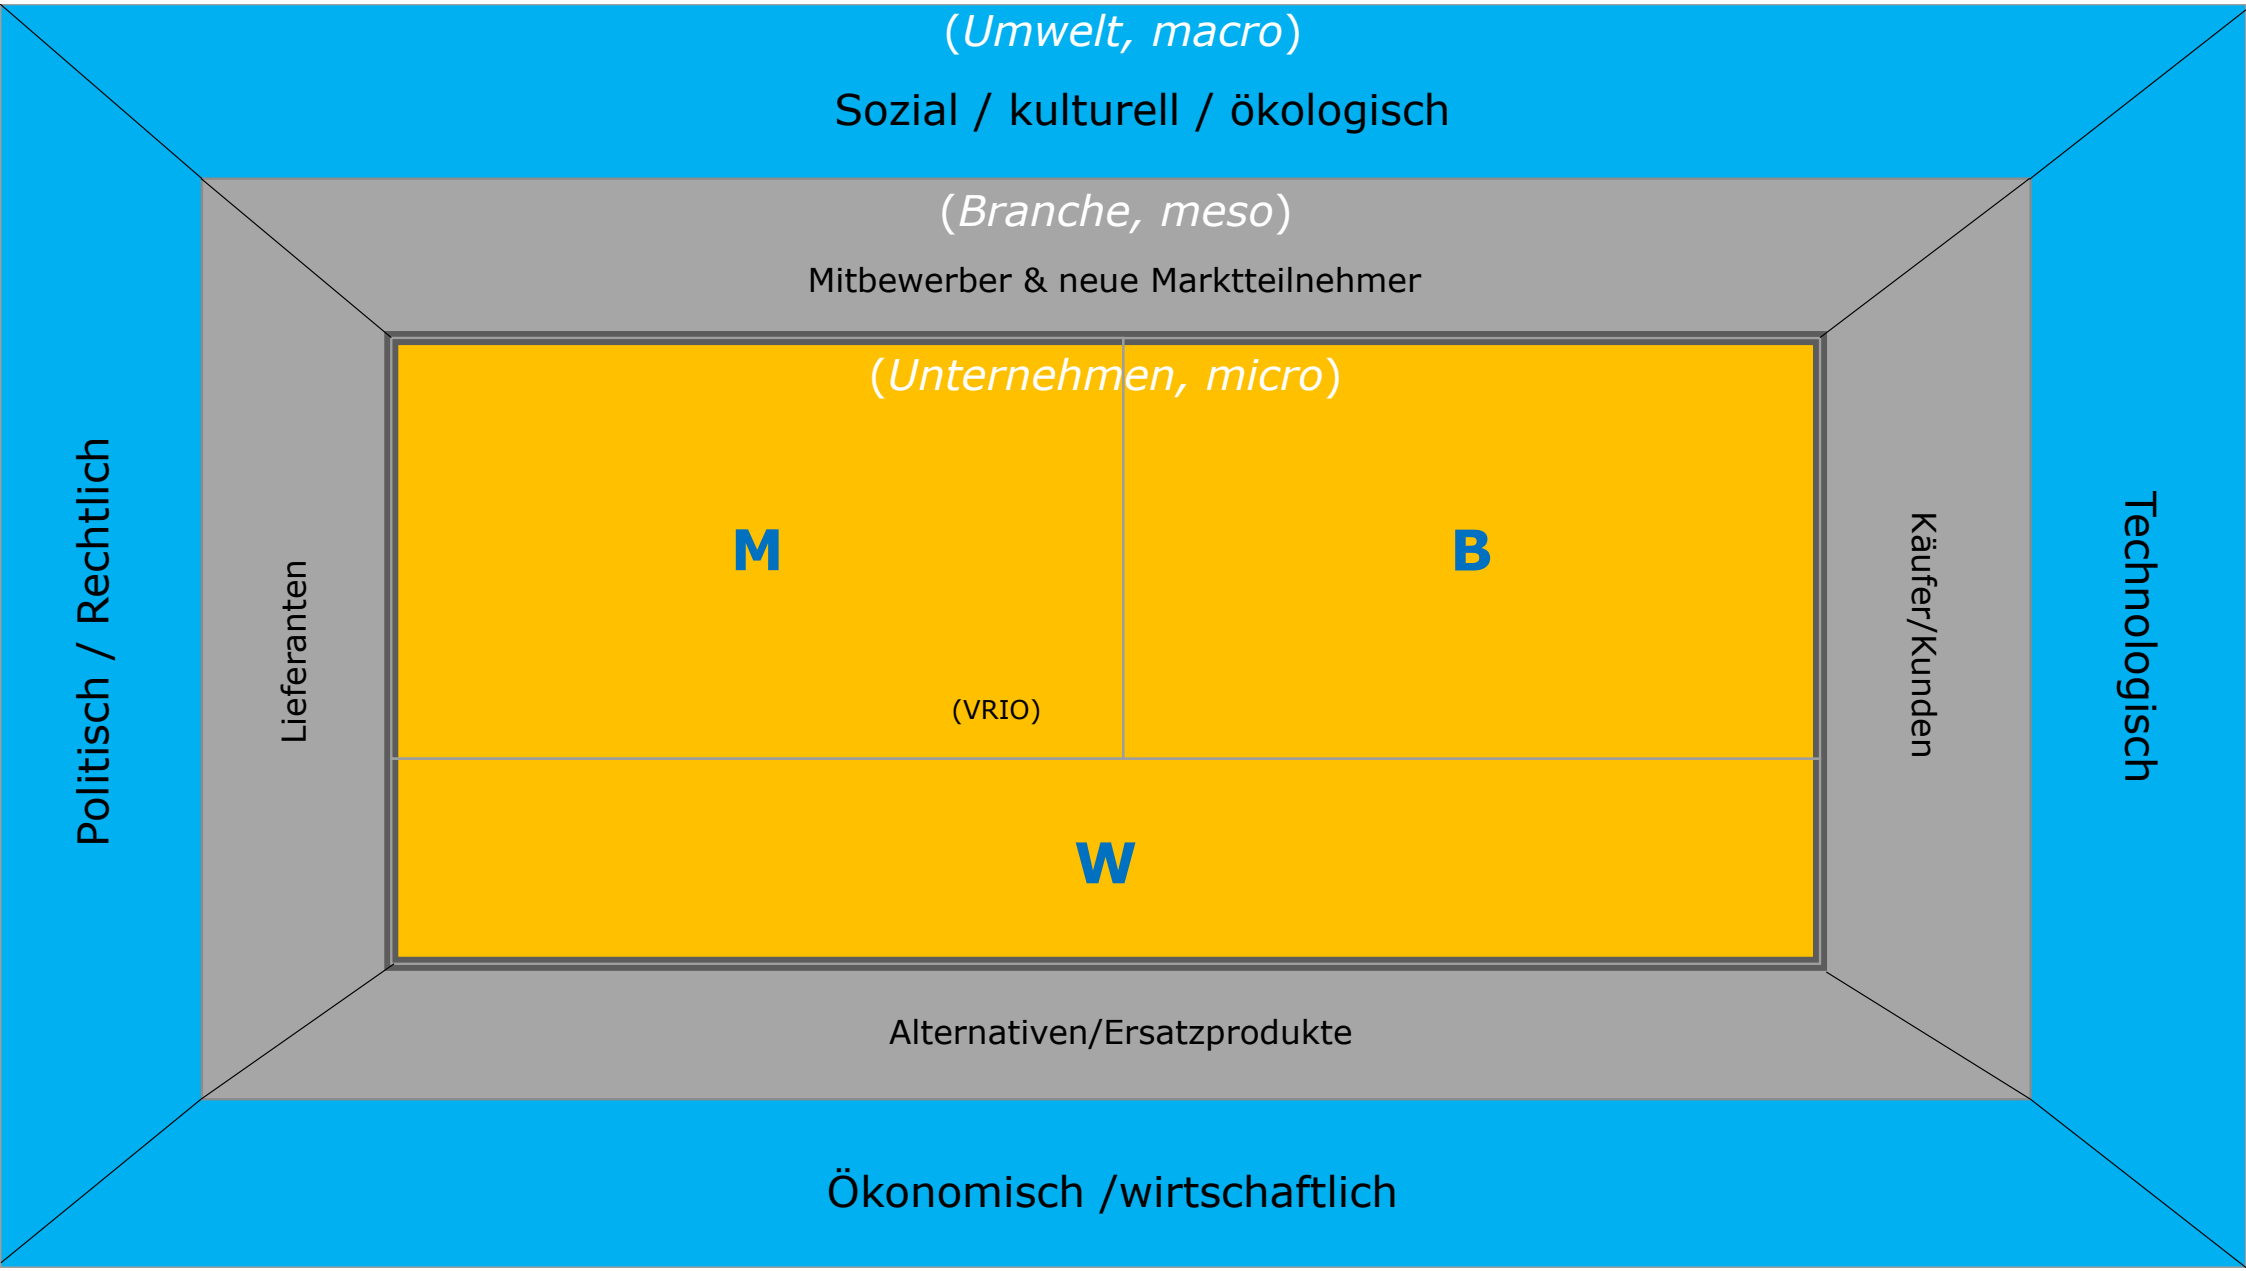 (Umwelt, macro)
Sozial / kulturell / ökologisch
(Branche, meso)
Mitbewerber & neue Marktteilnehmer
(Unternehmen, micro)
Politisch / Rechtlich
Lieferanten
M
B
(VRIO)
W
Käufer/Kunden
Technologisch
Alternativen/Ersatzprodukte
Ökonomisch /wirtschaftlich